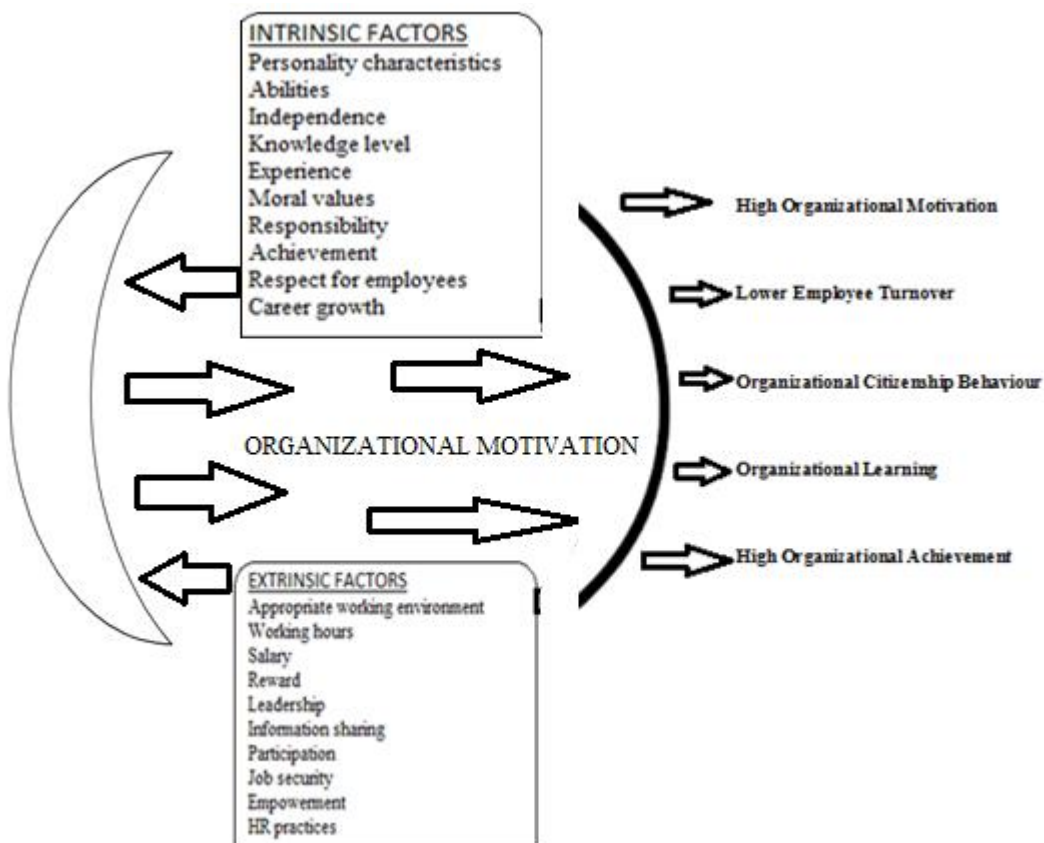 INTRINSIC FACTORS
Personality characteristics
Abilities
Independence
Knowledge level
Experience
Moral values
Responsibility
Achievement
Respect for employees
Career growth
ORGANIZATIONAL MOTIVATION
EXTRINSIC FACTORS
Appropriate working environment
Working hours
Salary
Reward
Leadership
Information sharing
Participation
Job security
Empowerment
HR practices
High Organizational Motivation
Lower Employee Turnover
Organizational Citizenship Behaviour
Organizational Learning
High Organizational Achievement